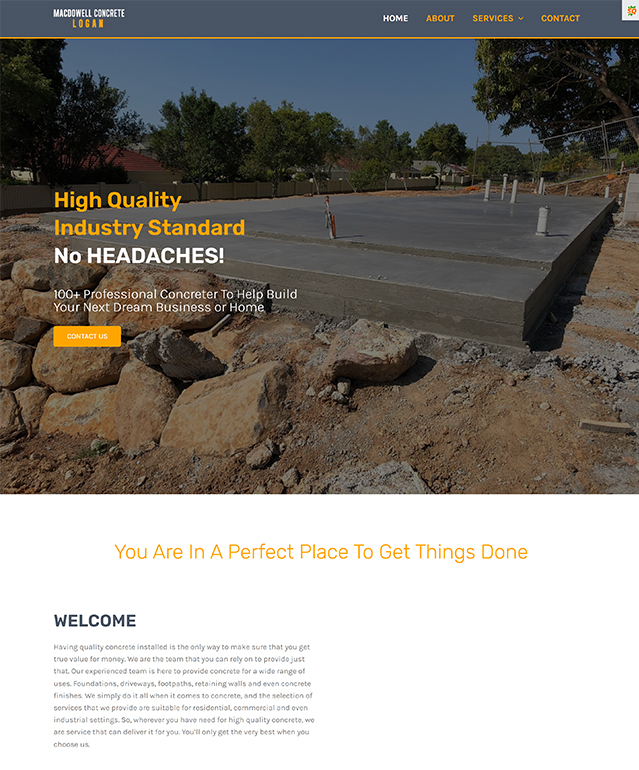 MACDOWELL CONCRETE
LOGAN
HOME ABOUT SERVICES CONTACT
High Quality
Industry Standard
No HEADACHES!
100+ Professional Concreter To Help Build
Your Next Dream Business or Home
CONTACT US
You Are In A Perfect Place To Get Things Done
WELCOME
Having quality concrete installed is the only way to make sure that you get
true value for money. We are the team that you can rely on to provide just
that. Our experienced team is here to provide concrete for a wide range of
uses. Foundations, driveways, footpaths, retaining walls and even concrete
finishes. We simply do it all when it comes to concrete, and the selection of
services that we provide are suitable for residential, commercial and even
industrial settings. So, wherever you have need for high quality concrete, we
are service that can deliver it for you. You'll only get the very best when you
choose us.